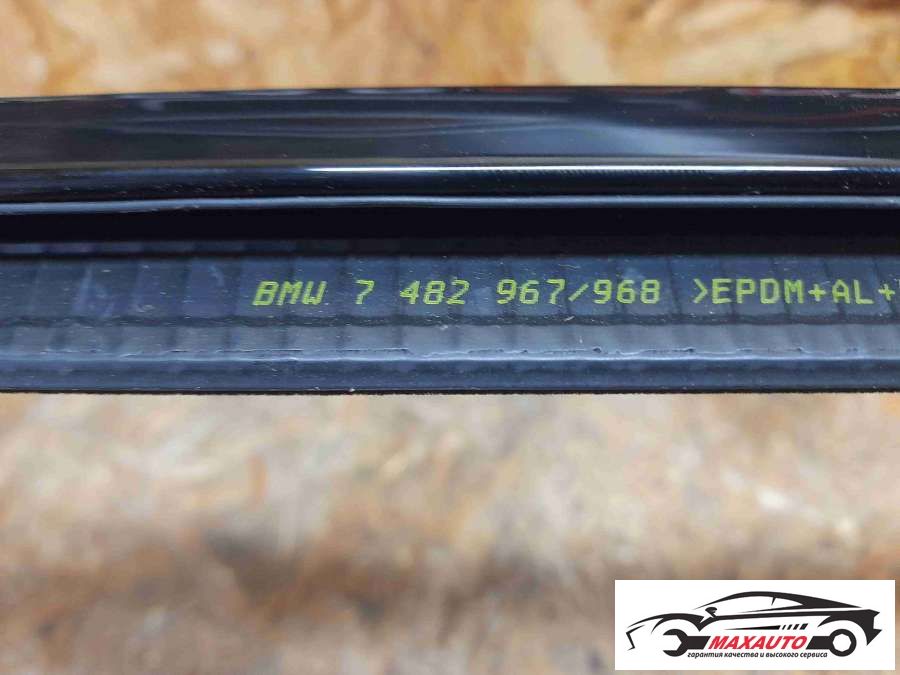 BMW 7 482 967/968 >EPDM+AL+
MAXAUTO
гарантия качества и высокого сервиса